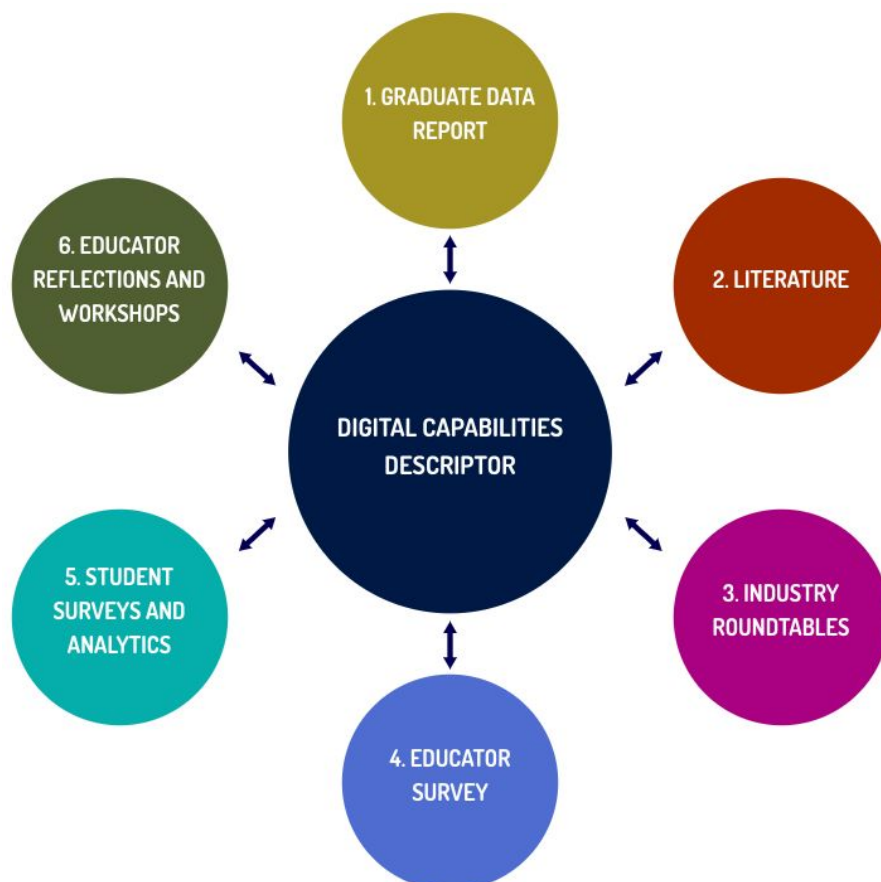 1. GRADUATE DATA
REPORT
2. LITERATURE
3. INDUSTRY
ROUNDTABLES
4. EDUCATOR
SURVEY
5. STUDENT
SURVEYS AND
ANALYTICS
6. EDUCATOR
REFLECTIONS AND
WORKSHOPS
DIGITAL CAPABILITIES
DESCRIPTOR